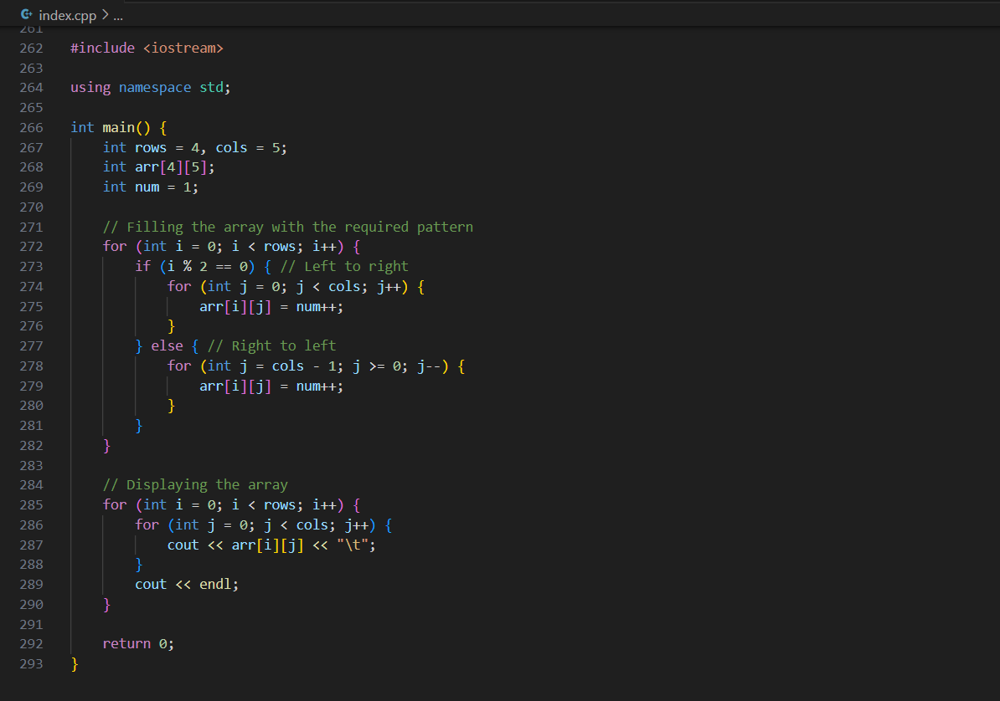 index.cpp > ...
261
262 #include <iostream>
263
264 using namespace std;
265
266 int main() {
267     int rows = 4, cols = 5;
268     int arr[4][5];
269     int num = 1;
270
271     // Filling the array with the required pattern
272     for (int i = 0; i < rows; i++) {
273         if (i % 2 == 0) { // Left to right
274             for (int j = 0; j < cols; j++) {
275                 arr[i][j] = num++;
276             }
277         } else { // Right to left
278             for (int j = cols - 1; j >= 0; j--) {
279                 arr[i][j] = num++;
280             }
281         }
282     }
283
284     // Displaying the array
285     for (int i = 0; i < rows; i++) {
286         for (int j = 0; j < cols; j++) {
287             cout << arr[i][j] << "\t";
288         }
289         cout << endl;
290     }
291
292     return 0;
293 }